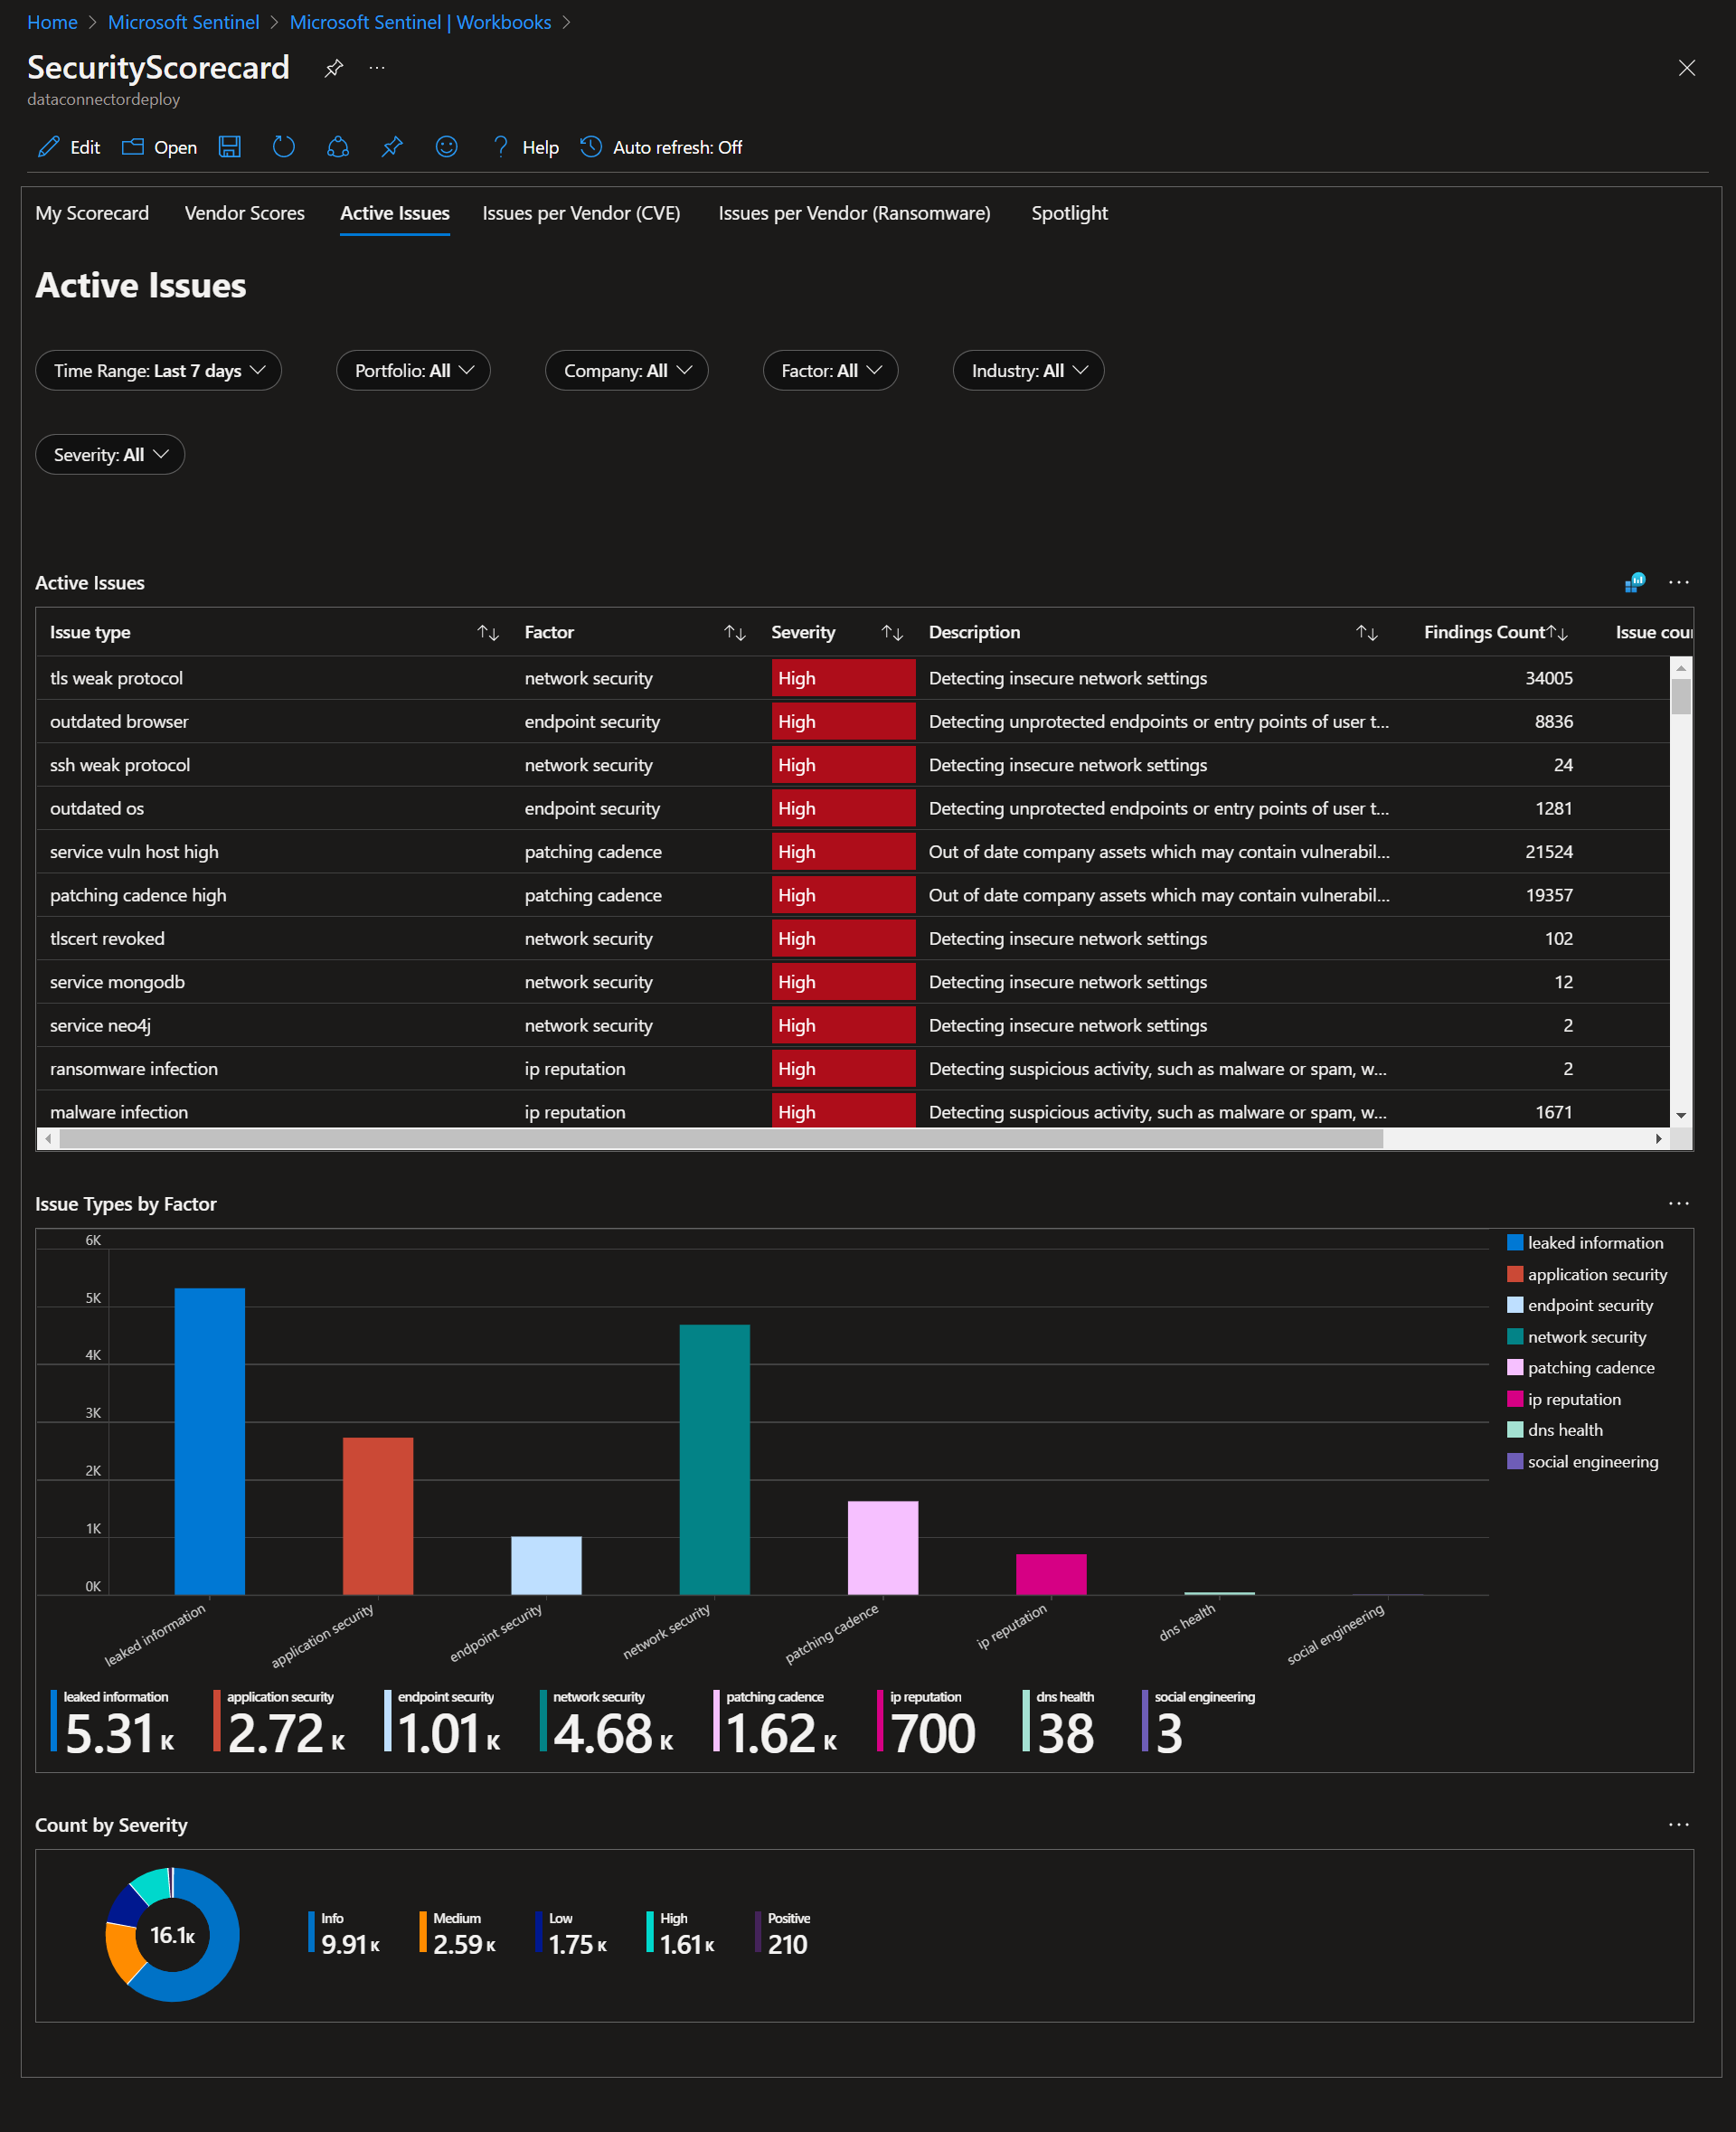 Home > Microsoft Sentinel > Microsoft Sentinel | Workbooks >
SecurityScorecard ...
dataconnectordeploy
Edit Open Help Auto refresh: Off
My Scorecard Vendor Scores Active Issues Issues per Vendor (CVE) Issues per Vendor (Ransomware) Spotlight
Active Issues
Time Range: Last 7 days Portfolio: All Company: All Factor: All Industry: All
Severity: All
Active Issues ...
Issue type Factor Severity Description Findings Count Issue cou
tls weak protocol network security High Detecting insecure network settings 34005
outdated browser endpoint security High Detecting unprotected endpoints or entry points of user t... 8836
ssh weak protocol network security High Detecting insecure network settings 24
outdated os endpoint security High Detecting unprotected endpoints or entry points of user t... 1281
service vuln host high patching cadence High Out of date company assets which may contain vulnerabil... 21524
patching cadence high patching cadence High Out of date company assets which may contain vulnerabil... 19357
tlscert revoked network security High Detecting insecure network settings 102
service mongodb network security High Detecting insecure network settings 12
service neo4j network security High Detecting insecure network settings 2
ransomware infection ip reputation High Detecting suspicious activity, such as malware or spam, w... 2
malware infection ip reputation High Detecting suspicious activity, such as malware or spam, w... 1671
Issue Types by Factor ...
6K
5K
4K
3K
2K
1K
0K
leaked information
application security
endpoint security
network security
patching cadence
ip reputation
dns health
social engineering
leaked information application security endpoint security network security patching cadence ip reputation dns health social engineering
leaked information application security endpoint security network security patching cadence ip reputation dns health social engineering
5.31 K 2.72 K 1.01 K 4.68 K 1.62 K 700 38 3
Count by Severity ...
16.1K
Info Medium Low High Positive
9.91 K 2.59 K 1.75 K 1.61 K 210